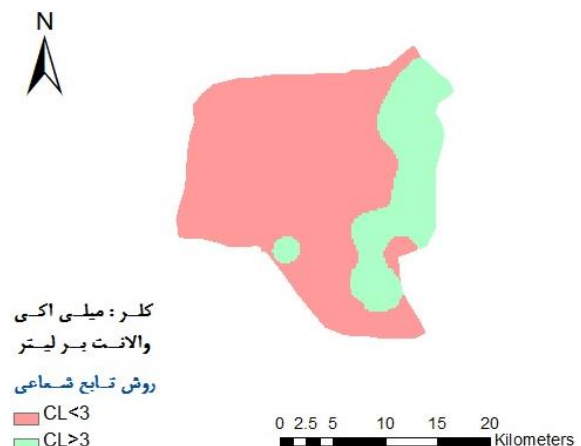 N
کلر : میلی اکی
والانت بر لیتر
روش تابع شعاعی
CL<3
CL>3
0 2.5 5 10 15 20
Kilometers